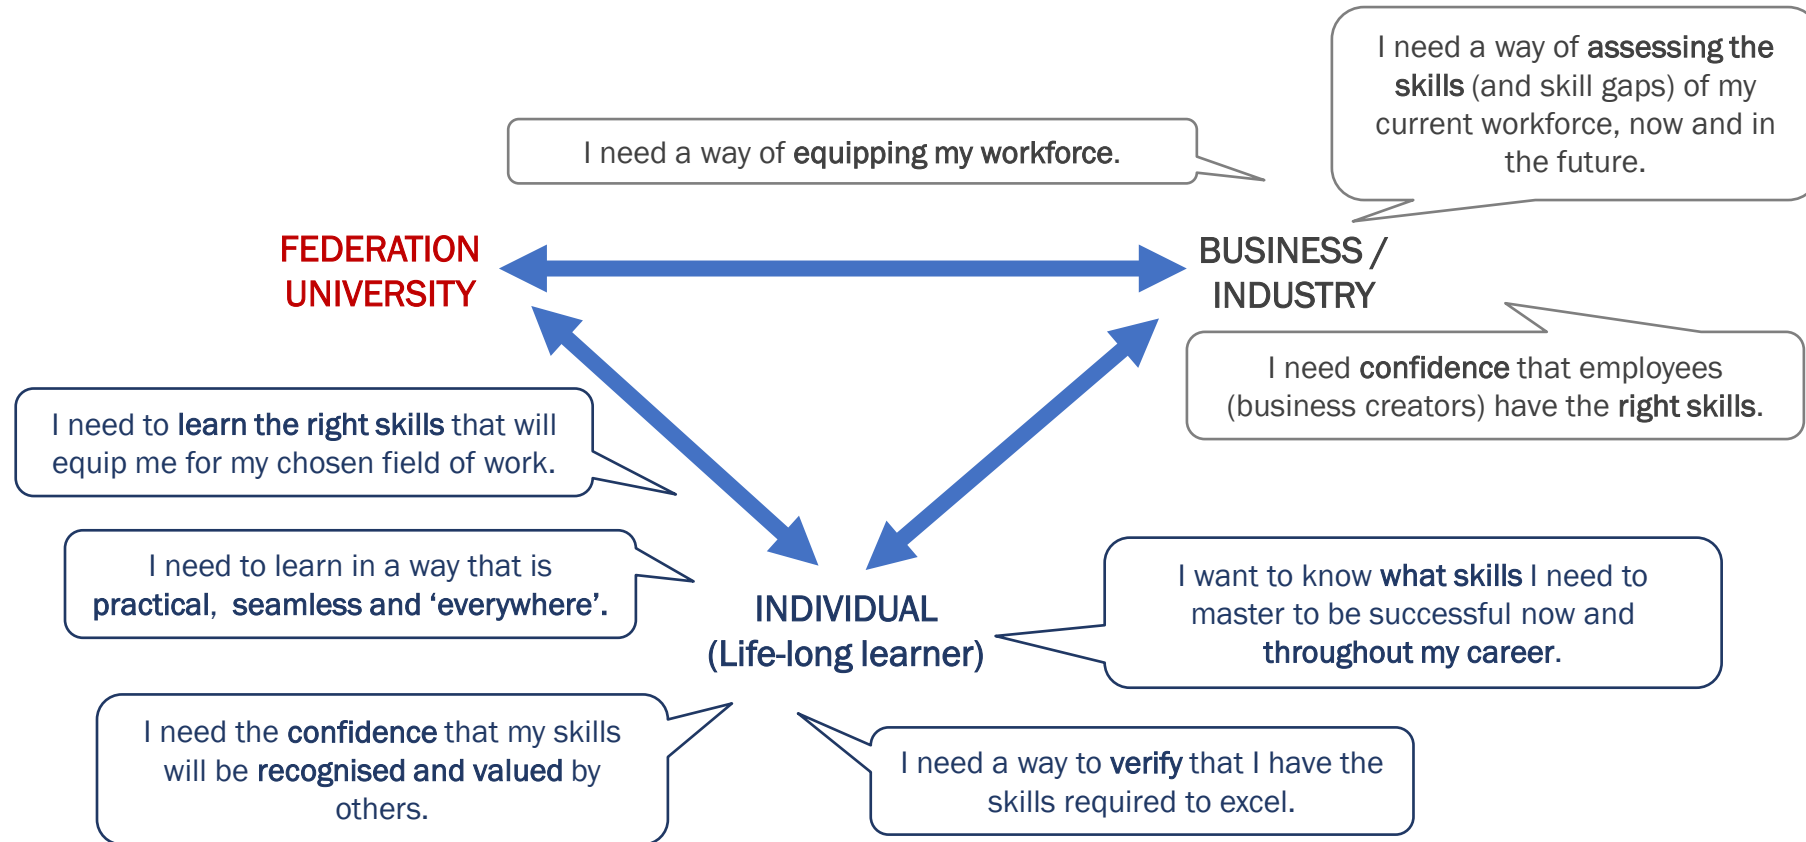 I need a way of assessing the
skills (and skill gaps) of my
current workforce, now and in
the future.
I need a way of equipping my workforce.
FEDERATION
UNIVERSITY
BUSINESS /
INDUSTRY
I need confidence that employees
(business creators) have the right skills.
I need to learn the right skills that will
equip me for my chosen field of work.
I need to learn in a way that is
practical, seamless and ‘everywhere’.
INDIVIDUAL
(Life-long learner)
I want to know what skills I need to
master to be successful now and
throughout my career.
I need the confidence that my skills
will be recognised and valued by
others.
I need a way to verify that I have the
skills required to excel.